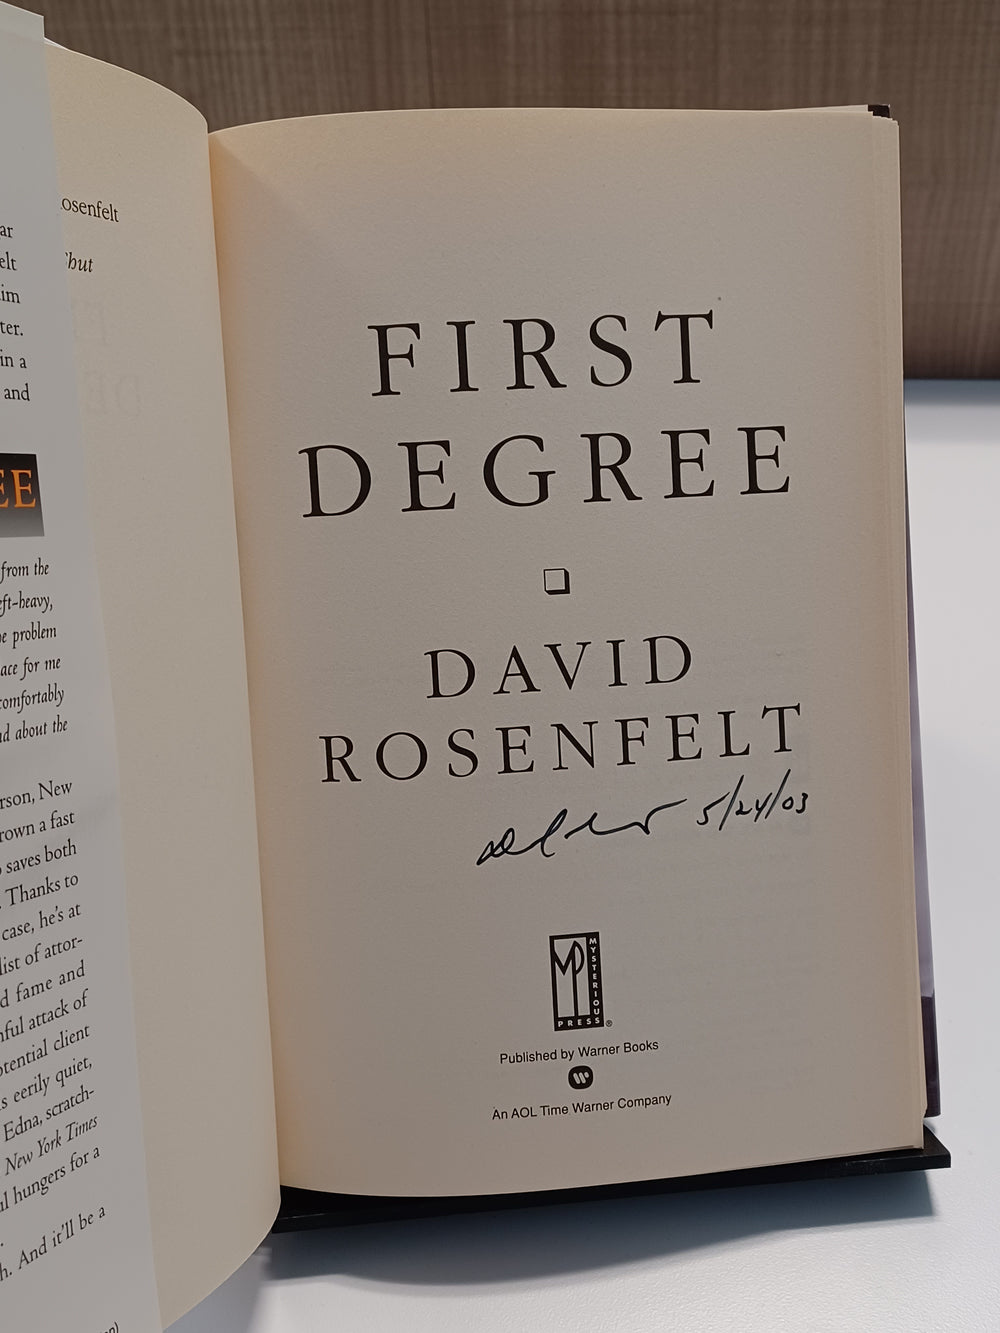 ar
elt
im
ter.
in a
and
EE
from the
eft-heavy,
problem
ace for me
comfortably
about the
rson, New
rown a fast
saves both
. Thanks to
case, he's at
list of attor-
d fame and
nful attack of
otential client
s eerily quiet,
Edna, scratch-
New York Times
hungers for a
h. And it'll be a
osenfelt
Shut
FIRST
DEGREE
DAVID
ROSENFELT
5/24/03
MYSTERIOUS
PRESS®
Published by Warner Books
An AOL Time Warner Company